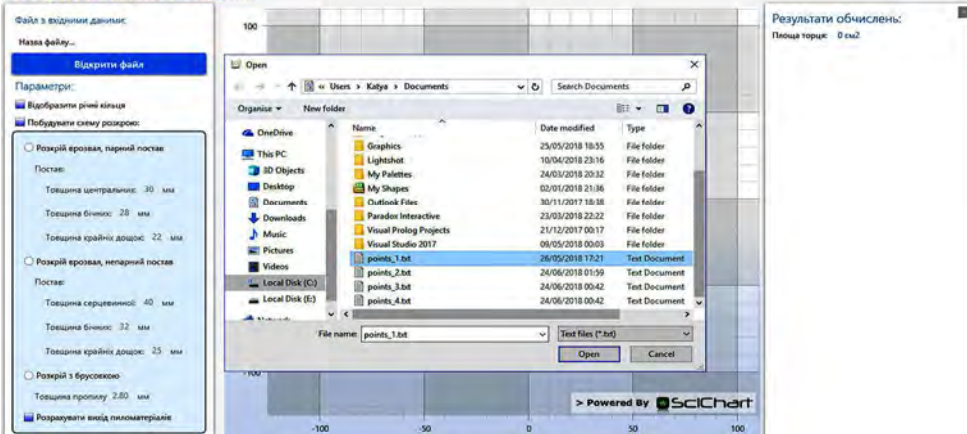 Файл з вхідними даними:
Назва файлу...
Відкрити файл
Параметри:
Відобразити річні кільця
Побудувати схему розкрою:
Розкрій врозвал, парний постав
Постав:
Товщина центральних: 30 мм
Товщина бічних: 28 мм
Товщина крайніх дощок: 22 мм
Розкрій врозвал, непарний постав
Постав:
Товщина серцевинної: 40 мм
Товщина бічних: 32 мм
Товщина крайніх дощок: 25 мм
Розкрій з брусовкою
Товщина пропилу 2.80 мм
Розрахувати вихід пиломатеріалів
100
Open
« Users > Katya > Documents
Search Documents
Organise New folder
OneDrive
This PC
3D Objects
Desktop
Documents
Downloads
Music
Pictures
Videos
Local Disk (C:)
Local Disk (E:)
Network
Name Date modified Type
Graphics 25/05/2018 18:55 File folder
Lightshot 10/04/2018 23:16 File folder
My Palettes 24/03/2018 20:32 File folder
My Shapes 02/01/2018 21:36 File folder
Outlook Files 30/11/2017 18:38 File folder
Paradox Interactive 23/03/2018 22:22 File folder
Visual Prolog Projects 21/12/2017 00:17 File folder
Visual Studio 2017 09/05/2018 00:03 File folder
points_1.txt 26/05/2018 17:21 Text Document
points_2.txt 24/06/2018 01:59 Text Document
points_3.txt 24/06/2018 00:42 Text Document
points_4.txt 24/06/2018 00:42 Text Document
File name: points_1.txt Text files (*.txt)
Open Cancel
-100
> Powered By SciChart
-100 -50 0 50 100
Результати обчислень:
Площа торця: 0 см2